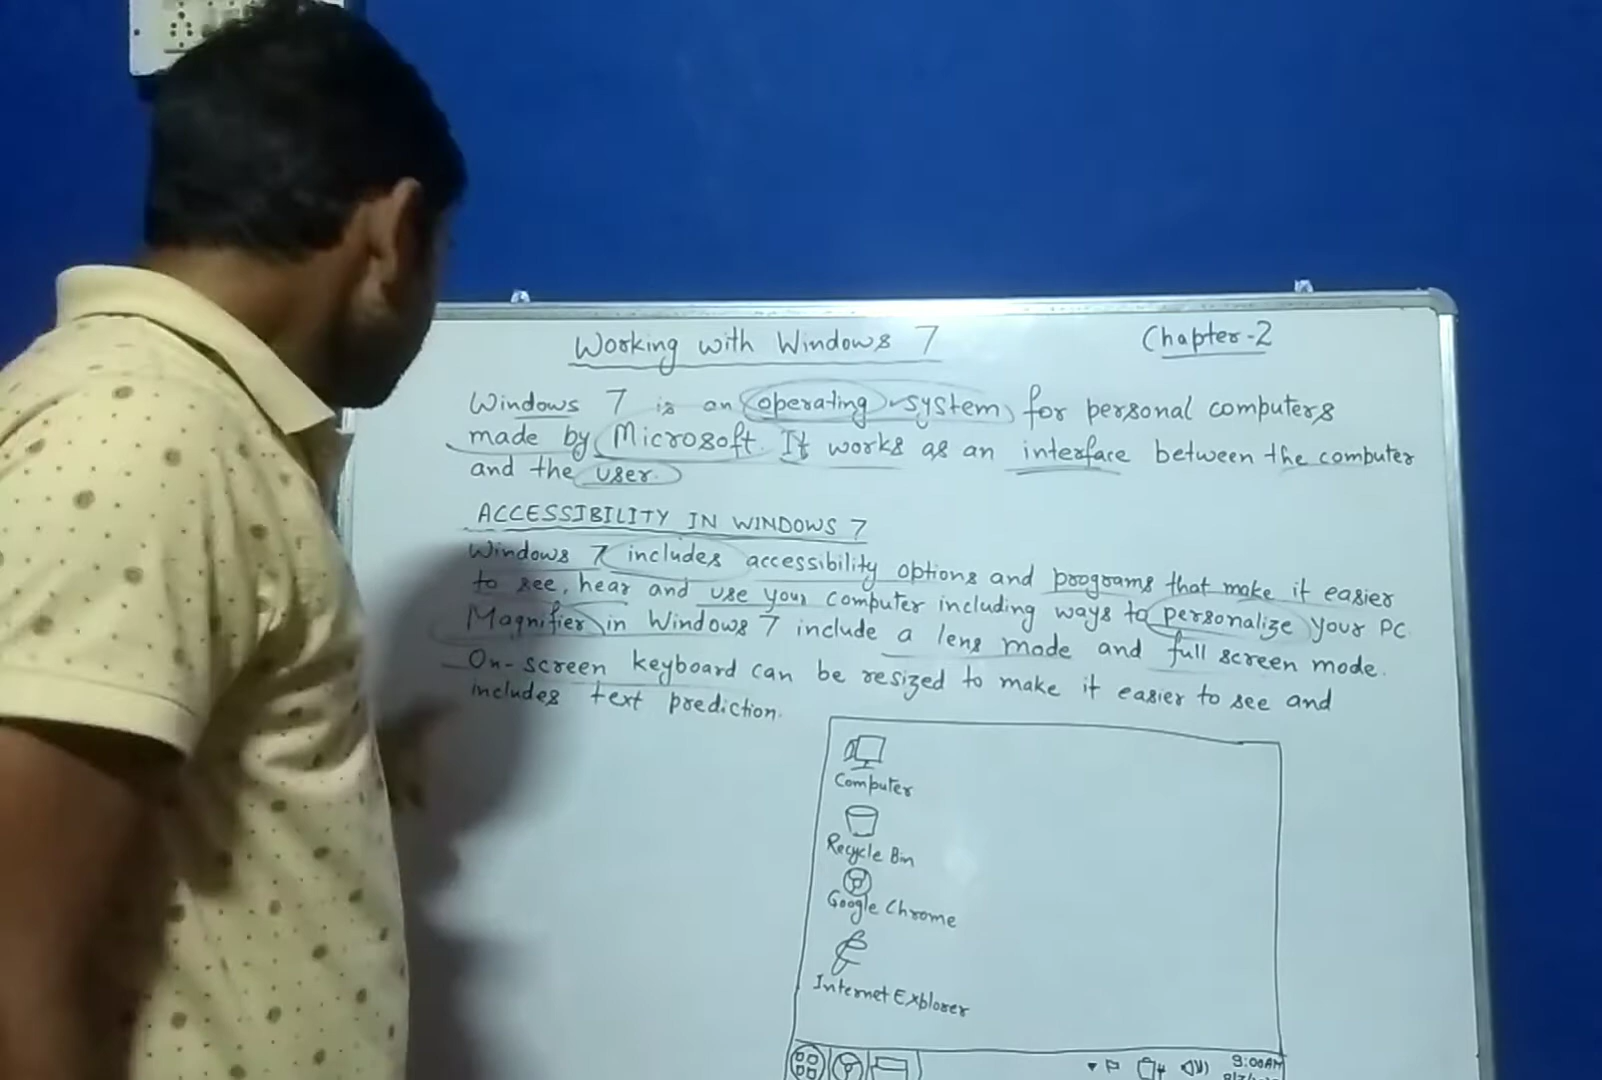 Working with Windows 7
Chapter-2
Windows 7 is an operating system for personal computers
made by Microsoft. It works as an interface between the computer
and the user.
ACCESSIBILITY IN WINDOWS 7
Windows 7 includes accessibility options and programs that make it easier
to see, hear and use your computer including ways to personalize your PC.
Magnifier in Windows 7 include a lens mode and full screen mode.
On-screen keyboard can be resized to make it easier to see and
includes text prediction.
Computer
Recycle Bin
Google Chrome
Internet Explorer
9:00AM